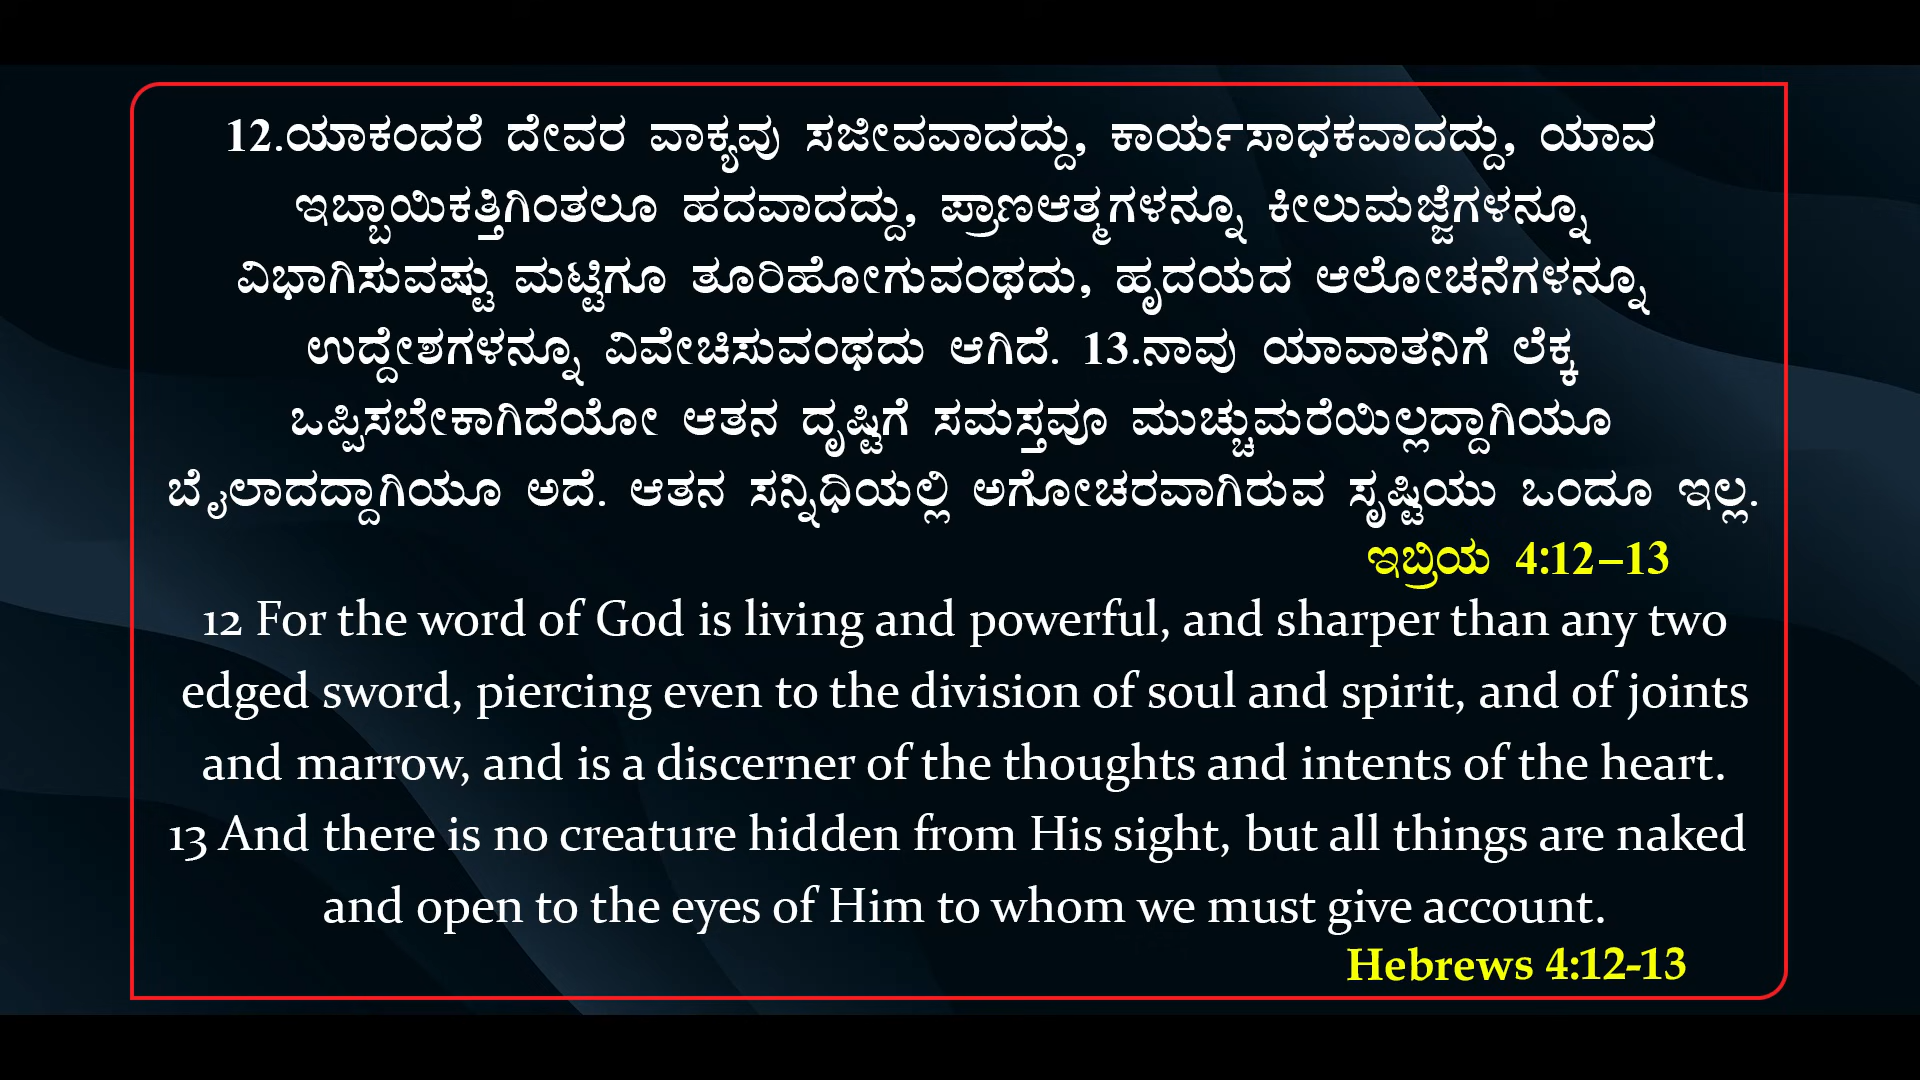 12.ಯಾಕಂದರೆ ದೇವರ ವಾಕ್ಯವು ಸಜೀವವಾದದ್ದು, ಕಾರ್ಯಸಾಧಕವಾದದ್ದು, ಯಾವ
ಇಬ್ಬಾಯಿಕತ್ತಿಗಿಂತಲೂ ಹದವಾದದ್ದು, ಪ್ರಾಣಆತ್ಮಗಳನ್ನೂ ಕೀಲುಮಜ್ಜೆಗಳನ್ನೂ
ವಿಭಾಗಿಸುವಷ್ಟು ಮಟ್ಟಿಗೂ ತೂರಿಹೋಗುವಂಥದು, ಹೃದಯದ ಆಲೋಚನೆಗಳನ್ನೂ
ಉದ್ದೇಶಗಳನ್ನೂ ವಿವೇಚಿಸುವಂಥದು ಆಗಿದೆ. 13.ನಾವು ಯಾವಾತನಿಗೆ ಲೆಕ್ಕ
ಒಪ್ಪಿಸಬೇಕಾಗಿದೆಯೋ ಆತನ ದೃಷ್ಟಿಗೆ ಸಮಸ್ತವೂ ಮುಚ್ಚುಮರೆಯಿಲ್ಲದ್ದಾಗಿಯೂ
ಬೈಲಾದದ್ದಾಗಿಯೂ ಅದೆ. ಆತನ ಸನ್ನಿಧಿಯಲ್ಲಿ ಅಗೋಚರವಾಗಿರುವ ಸೃಷ್ಟಿಯು ಒಂದೂ ಇಲ್ಲ.
ಇಬ್ರಿಯ 4:12–13
12 For the word of God is living and powerful, and sharper than any two
edged sword, piercing even to the division of soul and spirit, and of joints
and marrow, and is a discerner of the thoughts and intents of the heart.
13 And there is no creature hidden from His sight, but all things are naked
and open to the eyes of Him to whom we must give account.
Hebrews 4:12-13